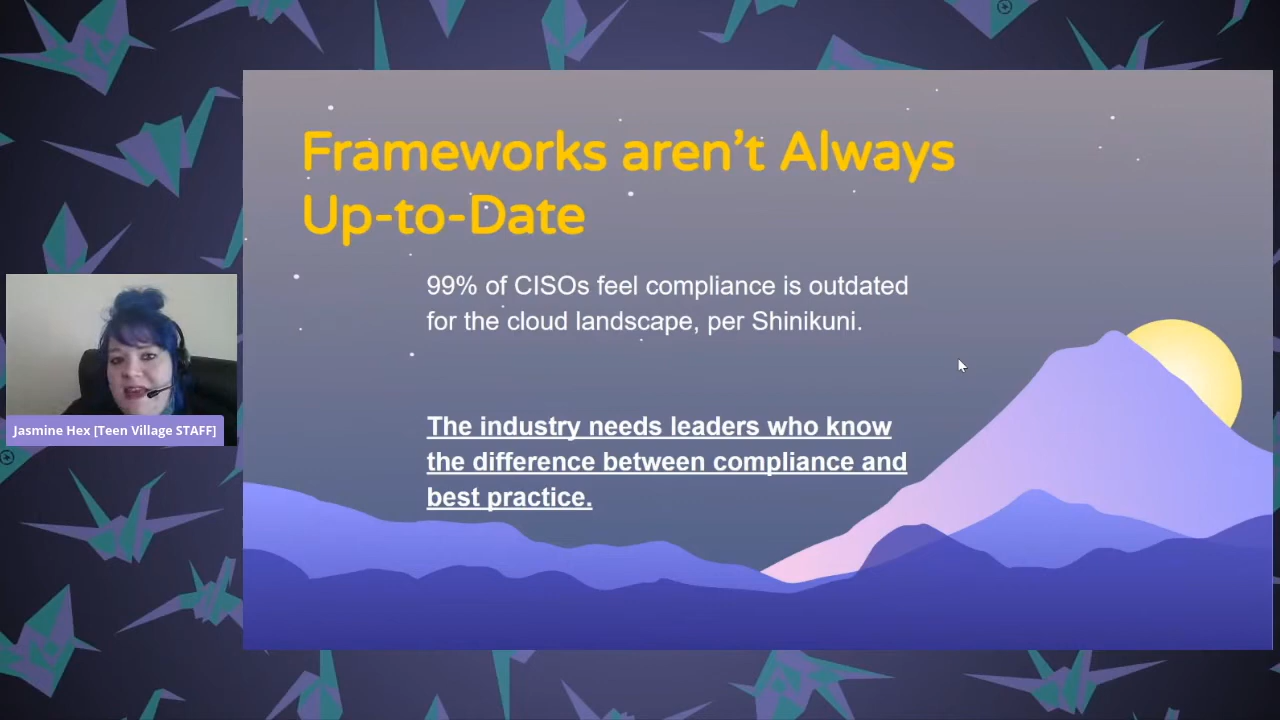 Frameworks aren't Always
Up-to-Date
99% of CISOs feel compliance is outdated
for the cloud landscape, per Shinikuni.
The industry needs leaders who know
the difference between compliance and
best practice.
Jasmine Hex [Teen Village STAFF]